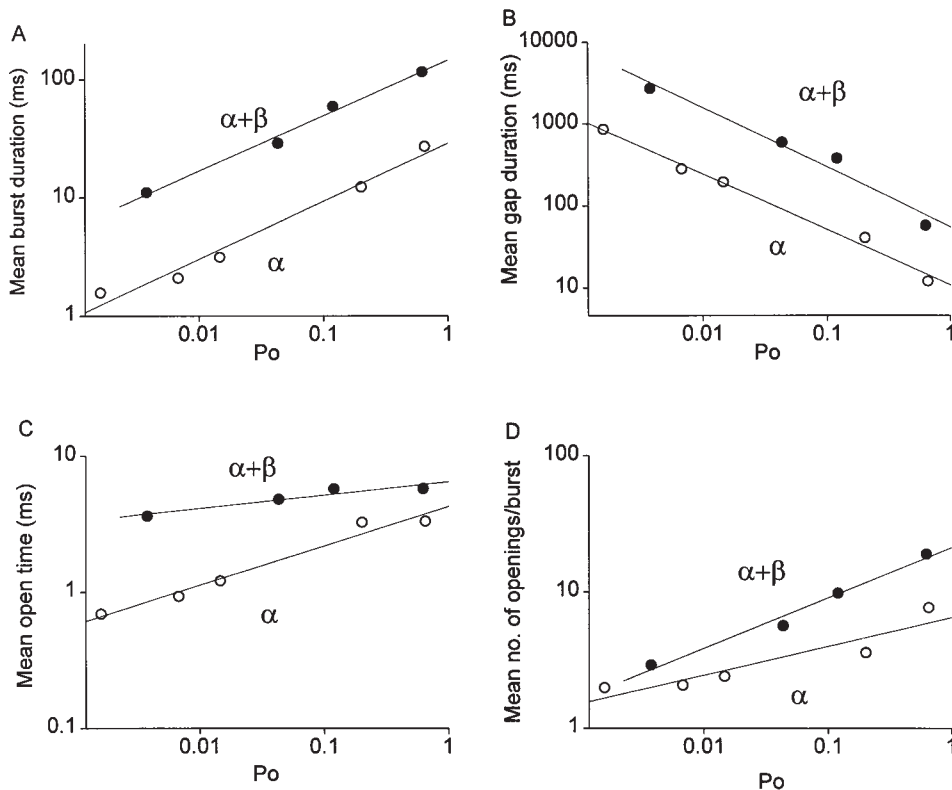 A
Mean burst duration (ms)
100
10
1
α+β
α
0.01
0.1
1
Po
B
Mean gap duration (ms)
10000
1000
100
10
α+β
α
0.01
0.1
1
Po
C
Mean open time (ms)
10
1
0.1
α+β
α
0.01
0.1
1
Po
D
Mean no. of openings/burst
100
10
1
α+β
α
0.01
0.1
1
Po